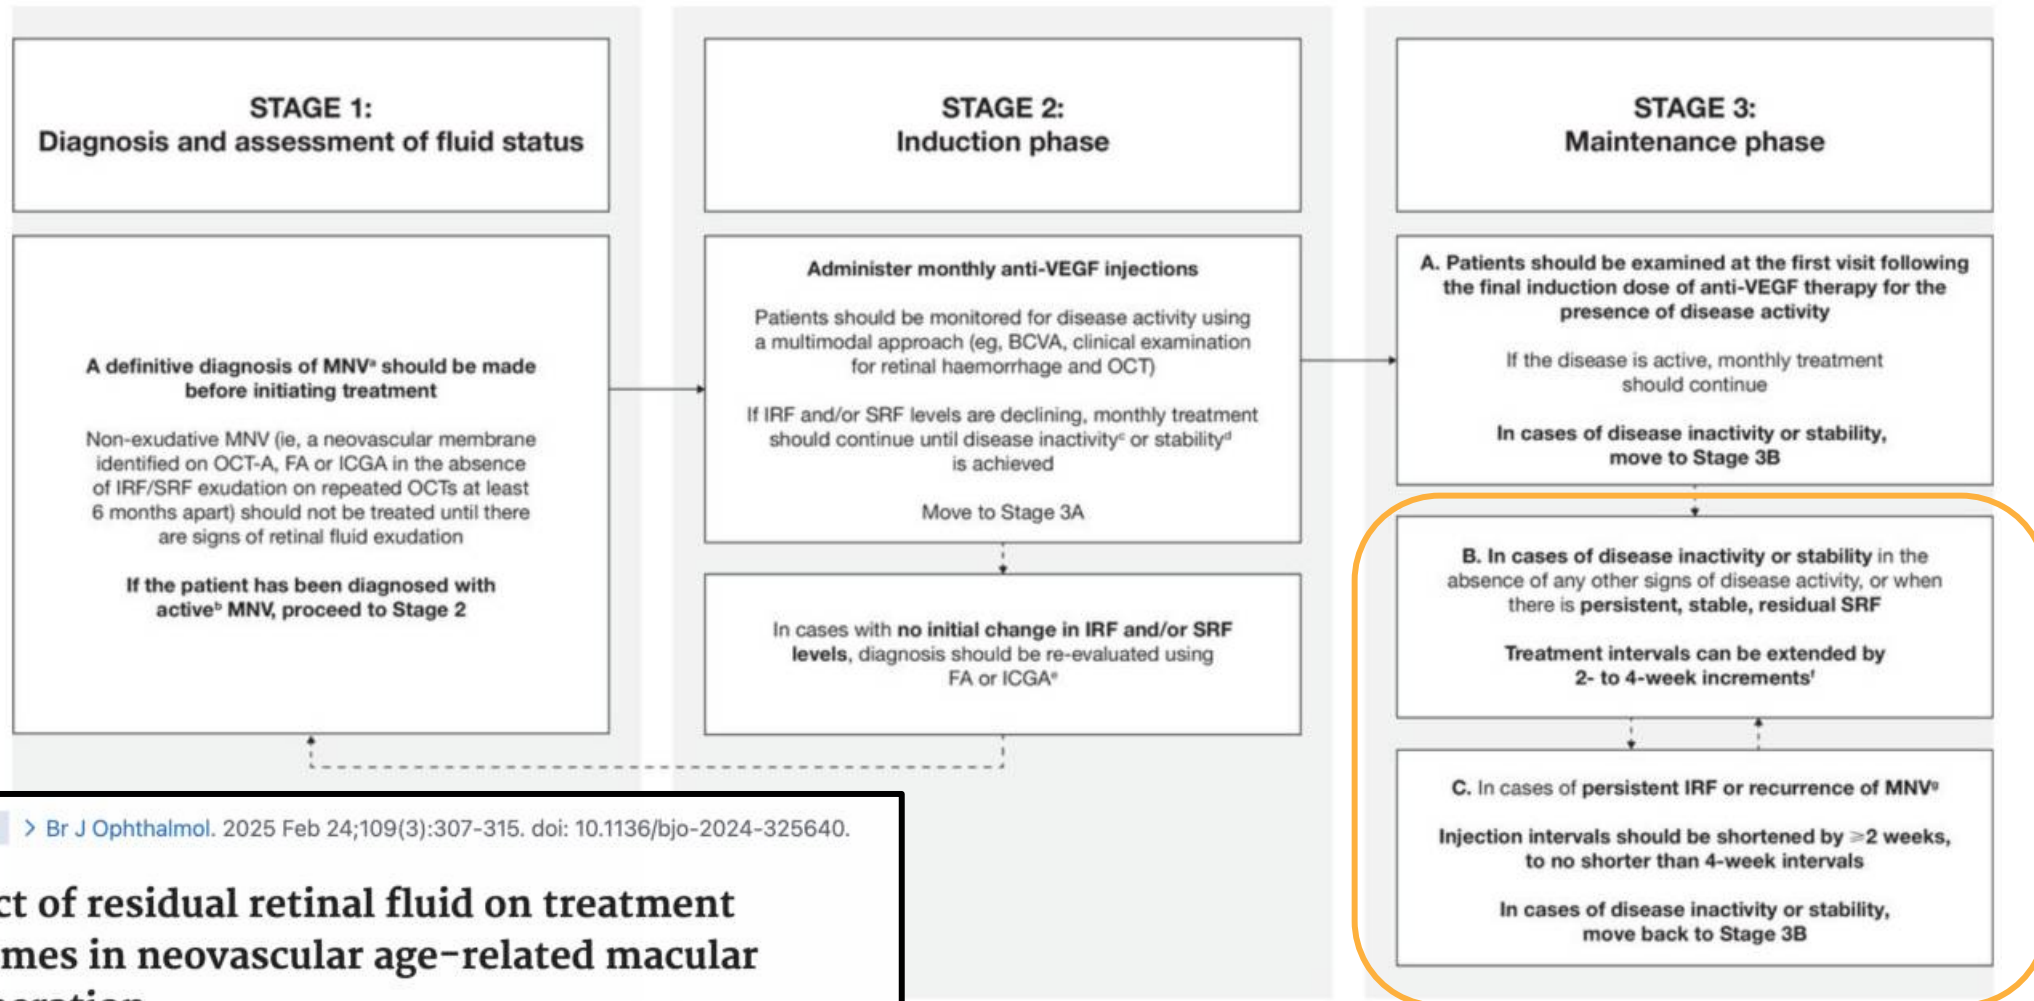 STAGE 1:
Diagnosis and assessment of fluid status
A definitive diagnosis of MNVᵃ should be made
before initiating treatment
Non-exudative MNV (ie, a neovascular membrane
identified on OCT-A, FA or ICGA in the absence
of IRF/SRF exudation on repeated OCTs at least
6 months apart) should not be treated until there
are signs of retinal fluid exudation
If the patient has been diagnosed with
activeᵇ MNV, proceed to Stage 2
STAGE 2:
Induction phase
Administer monthly anti-VEGF injections
Patients should be monitored for disease activity using
a multimodal approach (eg, BCVA, clinical examination
for retinal haemorrhage and OCT)
If IRF and/or SRF levels are declining, monthly treatment
should continue until disease inactivityᶜ or stabilityᵈ
is achieved
Move to Stage 3A
In cases with no initial change in IRF and/or SRF
levels, diagnosis should be re-evaluated using
FA or ICGAᵉ
STAGE 3:
Maintenance phase
A. Patients should be examined at the first visit following
the final induction dose of anti-VEGF therapy for the
presence of disease activity
If the disease is active, monthly treatment
should continue
In cases of disease inactivity or stability,
move to Stage 3B
B. In cases of disease inactivity or stability in the
absence of any other signs of disease activity, or when
there is persistent, stable, residual SRF
Treatment intervals can be extended by
2- to 4-week incrementsᶠ
C. In cases of persistent IRF or recurrence of MNVᵍ
Injection intervals should be shortened by ⩾2 weeks,
to no shorter than 4-week intervals
In cases of disease inactivity or stability,
move back to Stage 3B
> Br J Ophthalmol. 2025 Feb 24;109(3):307-315. doi: 10.1136/bjo-2024-325640.
ct of residual retinal fluid on treatment
mes in neovascular age-related macular